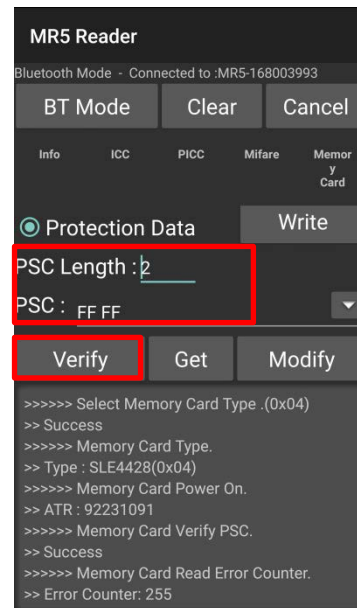 MR5 Reader
Bluetooth Mode - Connected to :MR5-168003993
BT Mode Clear Cancel
Info ICC PICC Mifare Memor
y
Card
Protection Data Write
PSC Length : 2
PSC : FF FF
Verify Get Modify
>>>>>> Select Memory Card Type .(0x04)
>> Success
>>>>>> Memory Card Type.
>> Type : SLE4428(0x04)
>>>>>> Memory Card Power On.
>> ATR : 92231091
>>>>>> Memory Card Verify PSC.
>> Success
>>>>>> Memory Card Read Error Counter.
>> Error Counter: 255